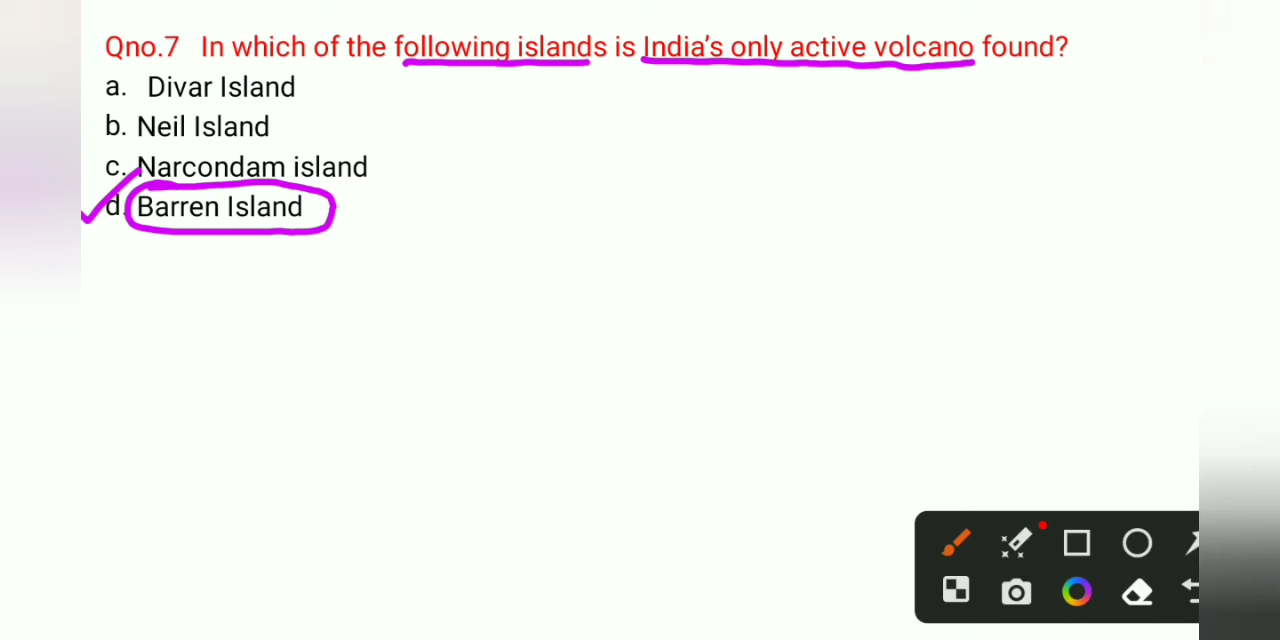 Qno.7 In which of the following islands is India's only active volcano found?
a. Divar Island
b. Neil Island
c. Narcondam island
d. Barren Island